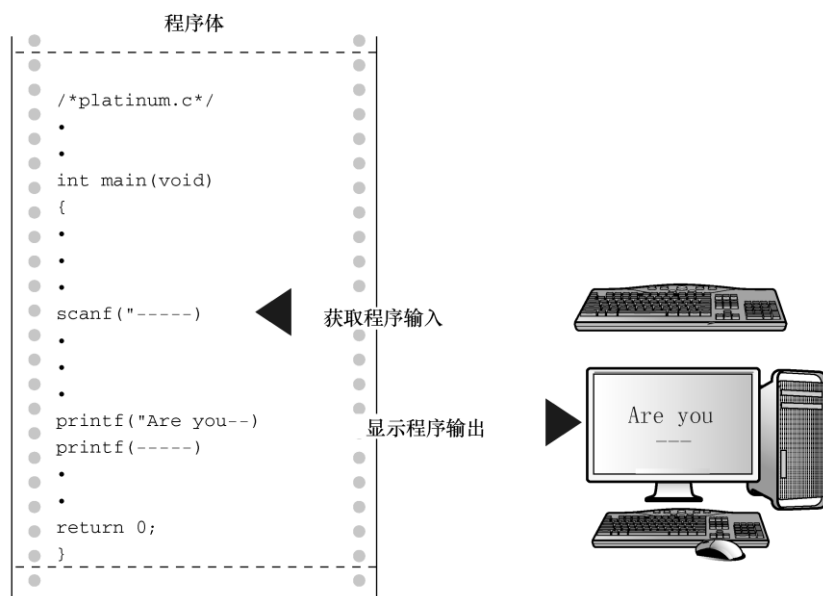 程序体
/*platinum.c*/
•
•
int main(void)
{
•
•
•
scanf("-----)
获取程序输入
•
•
•
printf("Are you--)
显示程序输出
printf(-----)
•
•
return 0;
}
Are you
---